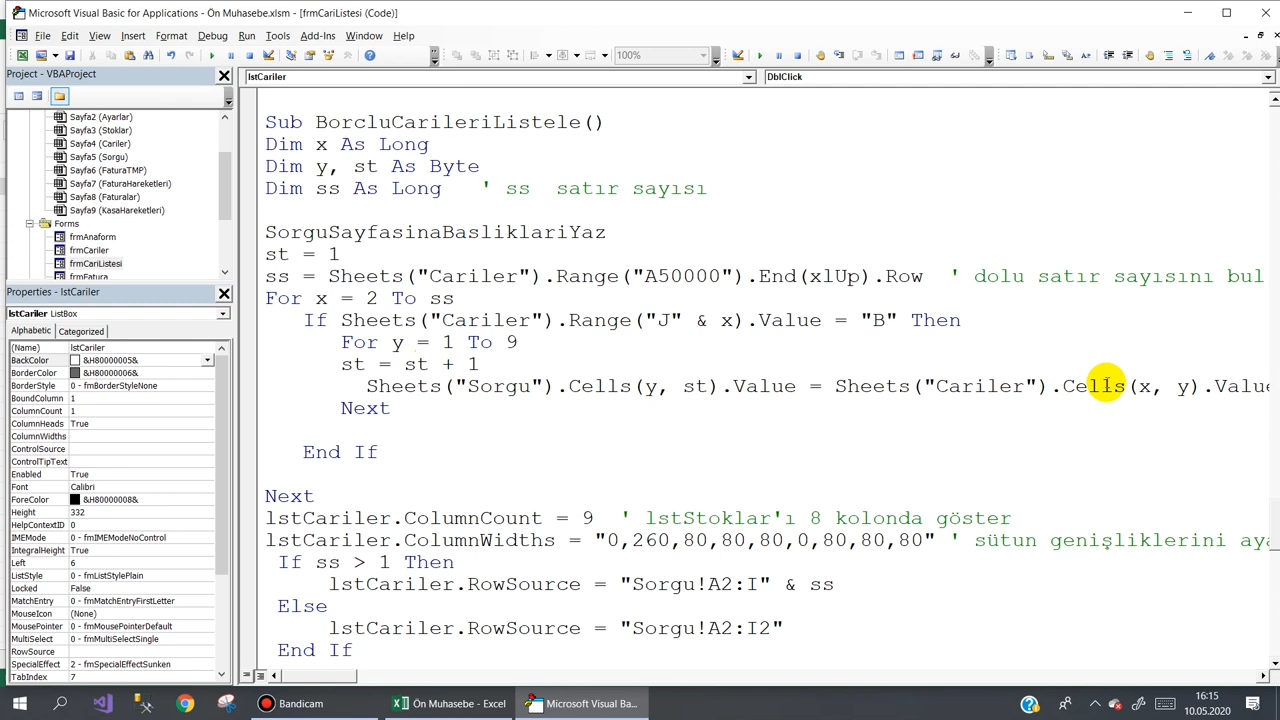 Microsoft Visual Basic for Applications - Ön Muhasebe.xlsm - [frmCariListesi (Code)]
File Edit View Insert Format Debug Run Tools Add-Ins Window Help
100%
Project - VBAProject
lstCariler DblClick
Sayfa2 (Ayarlar)
Sayfa3 (Stoklar)
Sayfa4 (Cariler)
Sayfa5 (Sorgu)
Sayfa6 (FaturaTMP)
Sayfa7 (FaturaHareketleri)
Sayfa8 (Faturalar)
Sayfa9 (KasaHareketleri)
Forms
frmAnaform
frmCariler
frmCariListesi
frmFatura
Properties - lstCariler
lstCariler ListBox
Alphabetic Categorized
(Name) lstCariler
BackColor &H80000005&
BorderColor &H80000006&
BorderStyle 0 - fmBorderStyleNone
BoundColumn 1
ColumnCount 1
ColumnHeads True
ColumnWidths
ControlSource
ControlTipText
Enabled True
Font Calibri
ForeColor &H80000008&
Height 332
HelpContextID 0
IMEMode 0 - fmIMEModeNoControl
IntegralHeight True
Left 6
ListStyle 0 - fmListStylePlain
Locked False
MatchEntry 0 - fmMatchEntryFirstLetter
MouseIcon (None)
MousePointer 0 - fmMousePointerDefault
MultiSelect 0 - fmMultiSelectSingle
RowSource
SpecialEffect 2 - fmSpecialEffectSunken
TabIndex 7
Sub BorcluCarileriListele()
Dim x As Long
Dim y, st As Byte
Dim ss As Long ' ss satır sayısı
SorguSayfasinaBasliklariYaz
st = 1
ss = Sheets("Cariler").Range("A50000").End(xlUp).Row ' dolu satır sayısını bul
For x = 2 To ss
If Sheets("Cariler").Range("J" & x).Value = "B" Then
For y = 1 To 9
st = st + 1
Sheets("Sorgu").Cells(y, st).Value = Sheets("Cariler").Cells(x, y).Value
Next
End If
Next
lstCariler.ColumnCount = 9 ' lstStoklar'ı 8 kolonda göster
lstCariler.ColumnWidths = "0,260,80,80,80,0,80,80,80" ' sütun genişliklerini aya
If ss > 1 Then
lstCariler.RowSource = "Sorgu!A2:I" & ss
Else
lstCariler.RowSource = "Sorgu!A2:I2"
End If
Bandicam
Ön Muhasebe - Excel
Microsoft Visual Ba...
16:15
10.05.2020